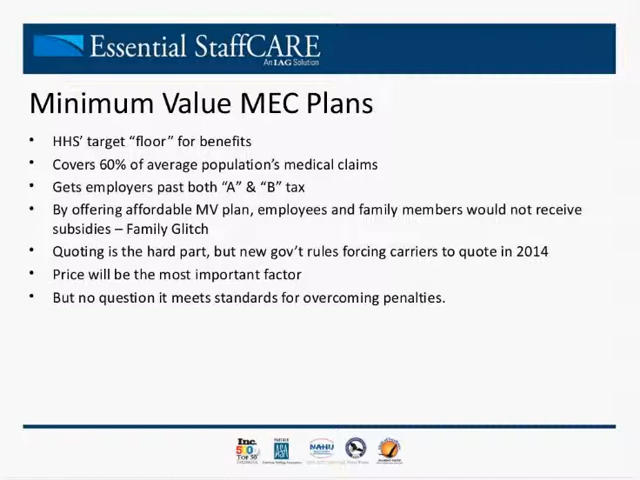 Essential StaffCARE
An IAG Solution
Minimum Value MEC Plans
• HHS’ target “floor” for benefits
• Covers 60% of average population’s medical claims
• Gets employers past both “A” & “B” tax
• By offering affordable MV plan, employees and family members would not receive
subsidies – Family Glitch
• Quoting is the hard part, but new gov’t rules forcing carriers to quote in 2014
• Price will be the most important factor
• But no question it meets standards for overcoming penalties.
Inc.
NAHU